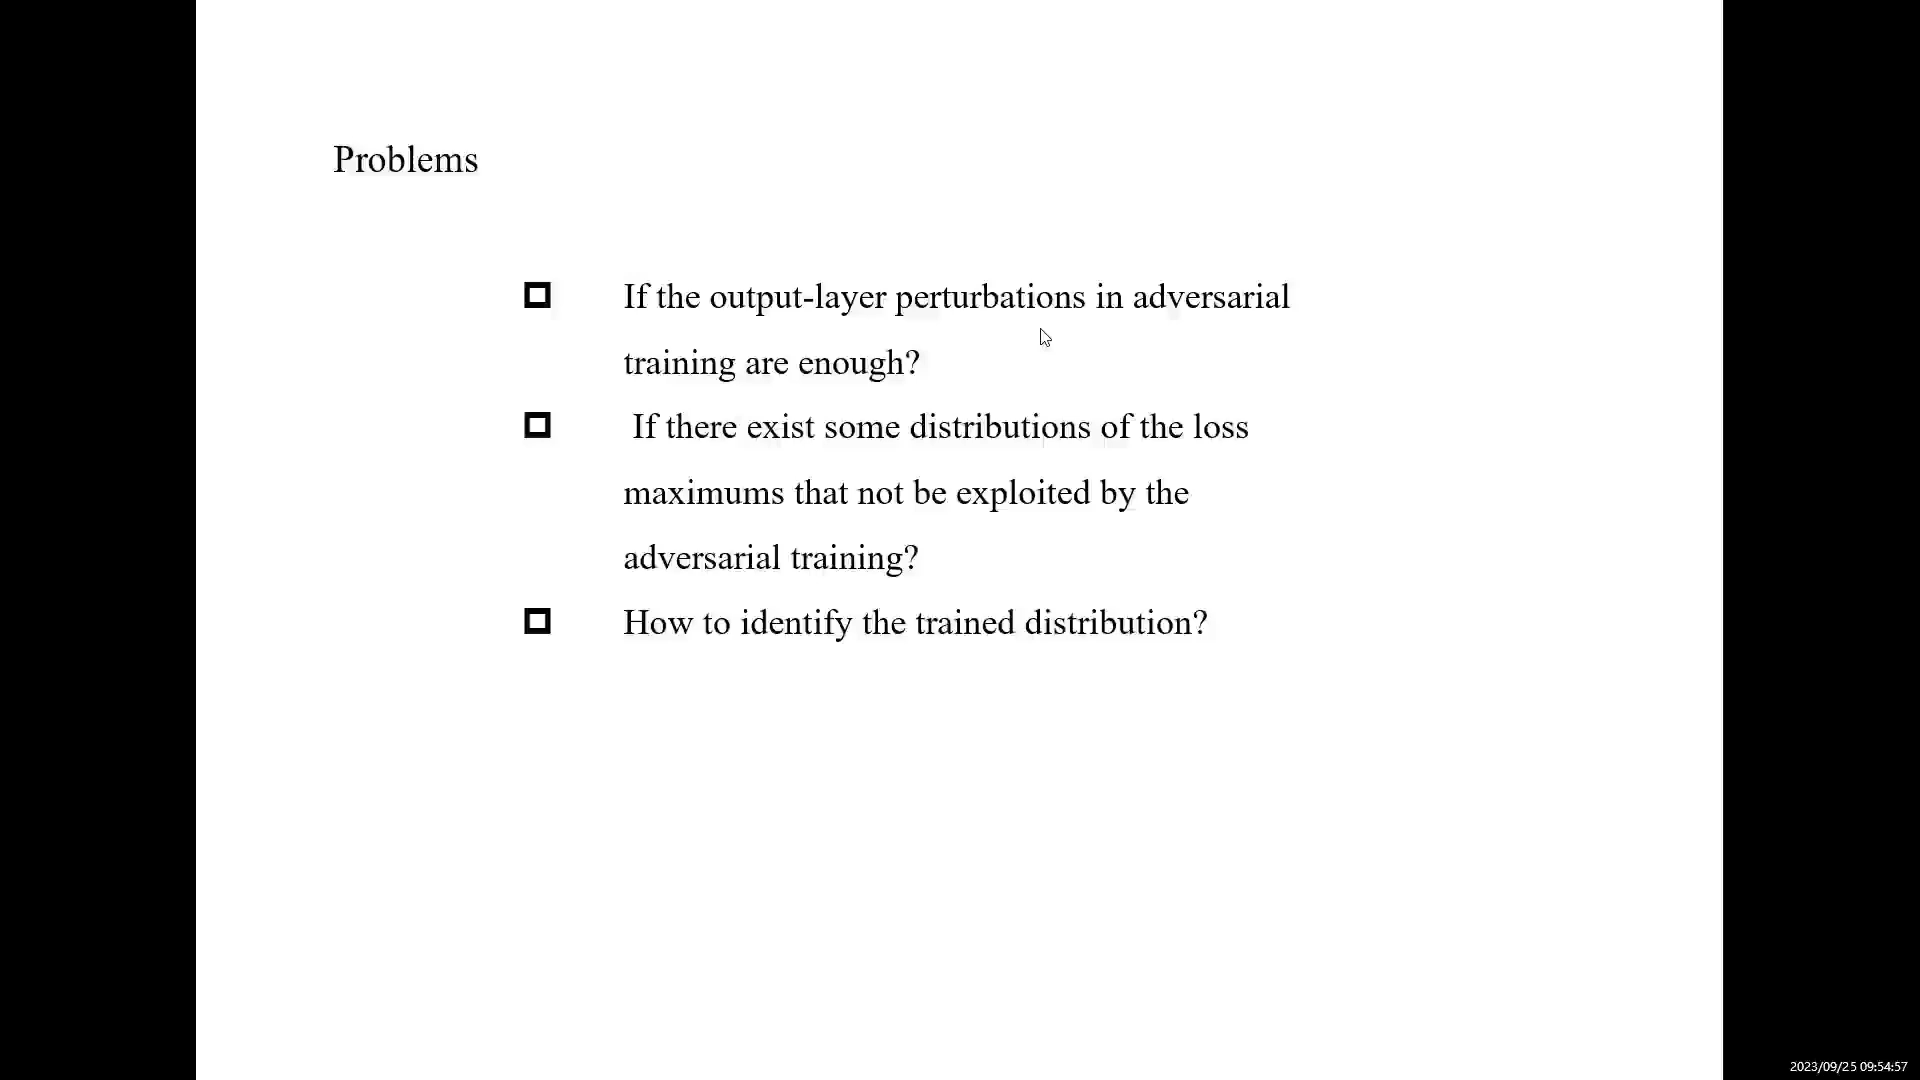 Problems
If the output-layer perturbations in adversarial
training are enough?
If there exist some distributions of the loss
maximums that not be exploited by the
adversarial training?
How to identify the trained distribution?
2023/09/25 09:54:57